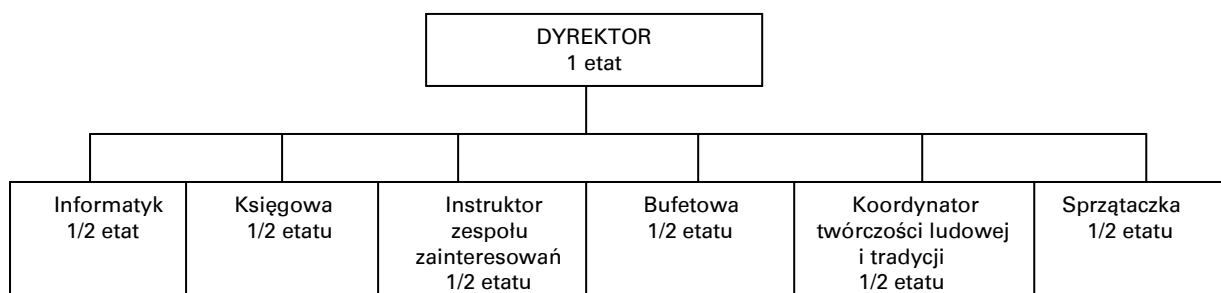 DYREKTOR
1 etat
Informatyk
1/2 etat
Księgowa
1/2 etatu
Instruktor
zespołu
zainteresowań
1/2 etatu
Bufetowa
1/2 etatu
Koordynator
twórczości ludowej
i tradycji
1/2 etatu
Sprzątaczka
1/2 etatu